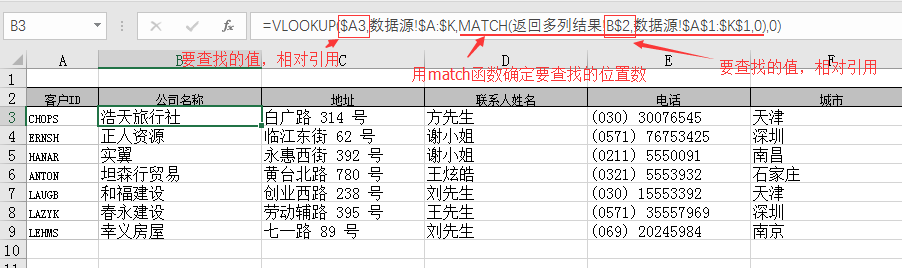 B3 =VLOOKUP($A3,数据源!$A:$K,MATCH(返回多列结果!B$2,数据源!$A$1:$K$1,0),0)
要查找的值，相对引用
用match函数确定要查找的位置数
要查找的值，相对引用
A B C D E F
1
2 客户ID 公司名称 地址 联系人姓名 电话 城市
3 CHOPS 浩天旅行社 白广路 314 号 方先生 (030) 30076545 天津
4 ERNSH 正人资源 临江东街 62 号 谢小姐 (0571) 76753425 深圳
5 HANAR 实翼 永惠西街 392 号 谢小姐 (0211) 5550091 南昌
6 ANTON 坦森行贸易 黄台北路 780 号 王炫皓 (0321) 5553932 石家庄
7 LAUGB 和福建设 创业西路 238 号 刘先生 (030) 15553392 天津
8 LAZYK 春永建设 劳动辅路 395 号 王先生 (0571) 35557969 深圳
9 LEHMS 幸义房屋 七一路 89 号 刘先生 (069) 20245984 南京
10
11